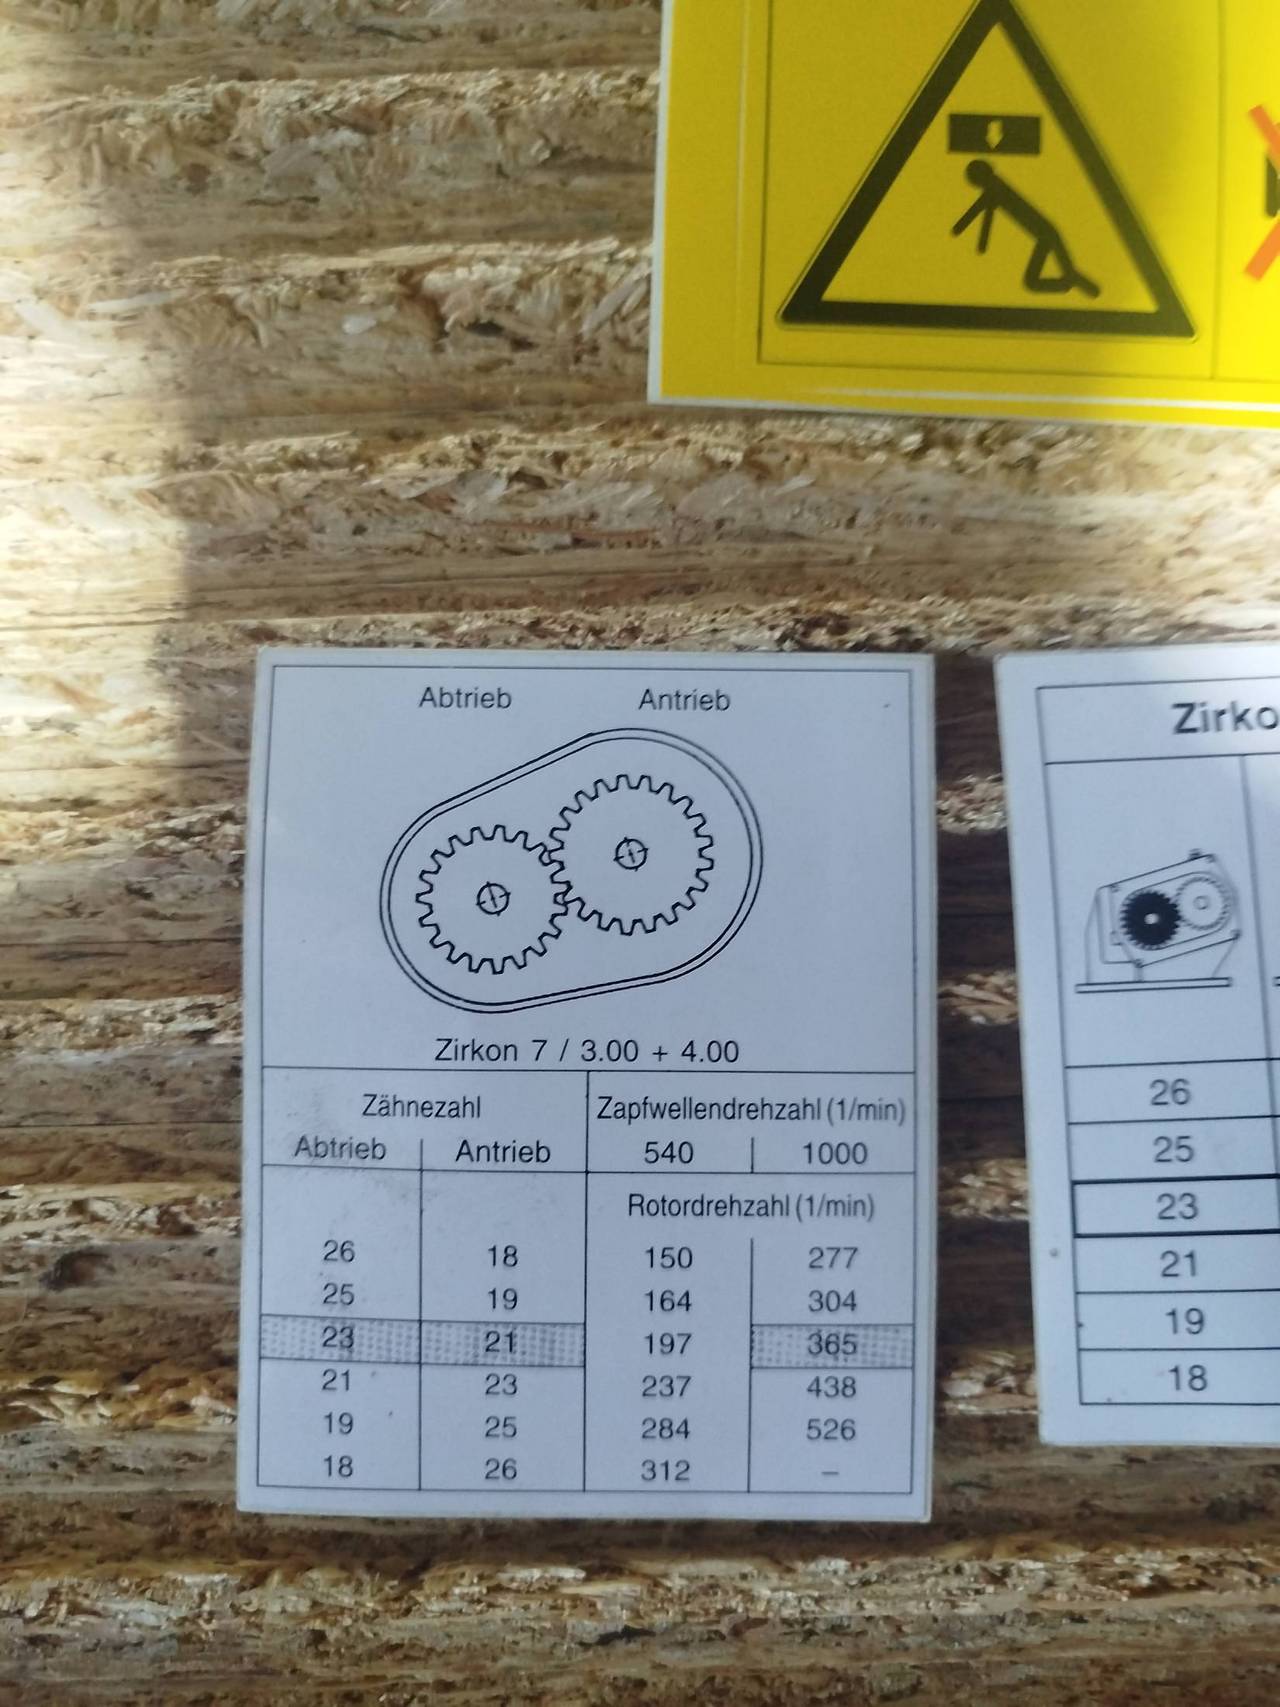 Abtrieb Antrieb
Zirkon 7 / 3.00 + 4.00
Zähnezahl Zapfwellendrehzahl (1/min)
Abtrieb Antrieb 540 1000
Rotordrehzahl (1/min)
26 18 150 277
25 19 164 304
23 21 197 365
21 23 237 438
19 25 284 526
18 26 312 –
Zirko
26
25
23
21
19
18